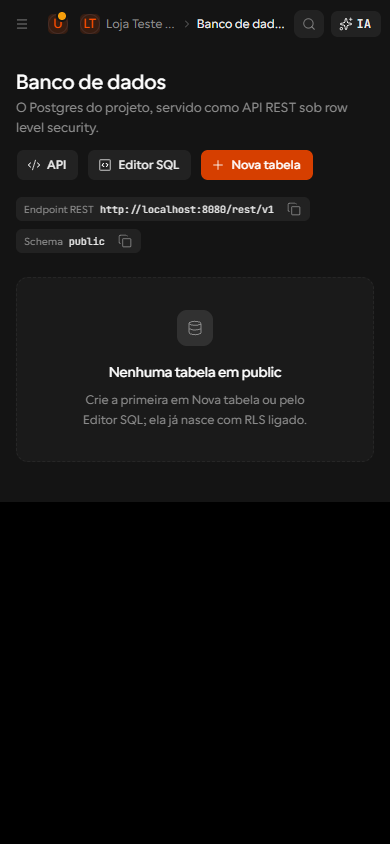 U LT Loja Teste ... > Banco de dad... IA
Banco de dados
O Postgres do projeto, servido como API REST sob row
level security.
API Editor SQL Nova tabela
Endpoint REST http://localhost:8080/rest/v1
Schema public
Nenhuma tabela em public
Crie a primeira em Nova tabela ou pelo
Editor SQL; ela já nasce com RLS ligado.